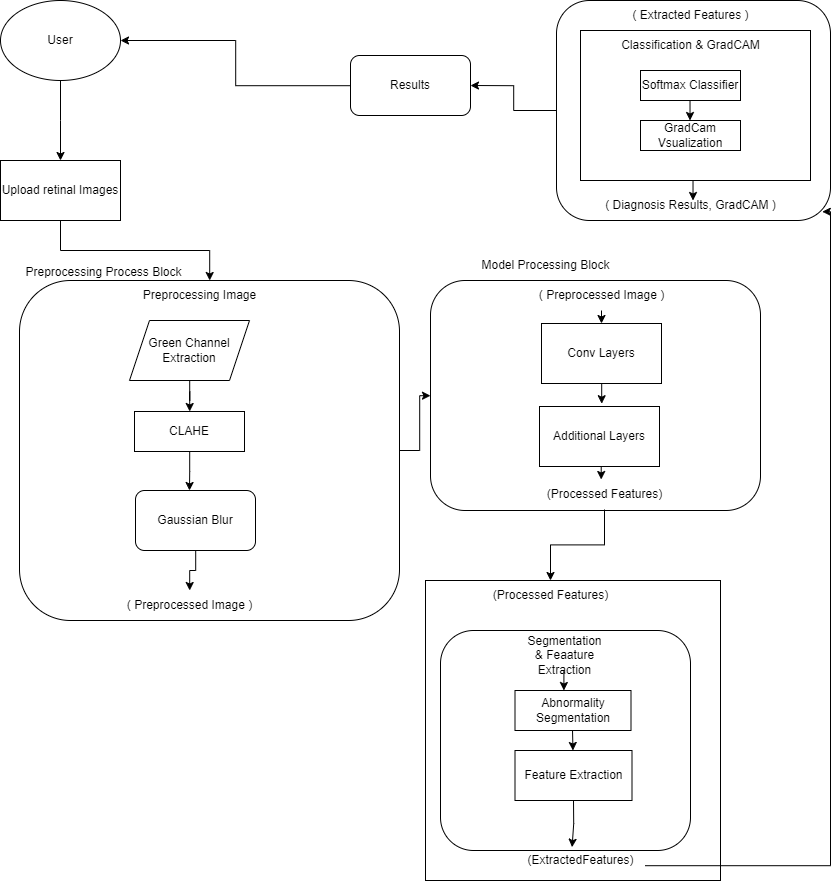 User
Upload retinal Images
Results
( Extracted Features )
Classification & GradCAM
Softmax Classifier
GradCam
Vsualization
( Diagnosis Results, GradCAM )
Preprocessing Process Block
Preprocessing Image
Green Channel
Extraction
CLAHE
Gaussian Blur
( Preprocessed Image )
Model Processing Block
( Preprocessed Image )
Conv Layers
Additional Layers
(Processed Features)
(Processed Features)
Segmentation
& Feaature
Extraction
Abnormality
Segmentation
Feature Extraction
(ExtractedFeatures)